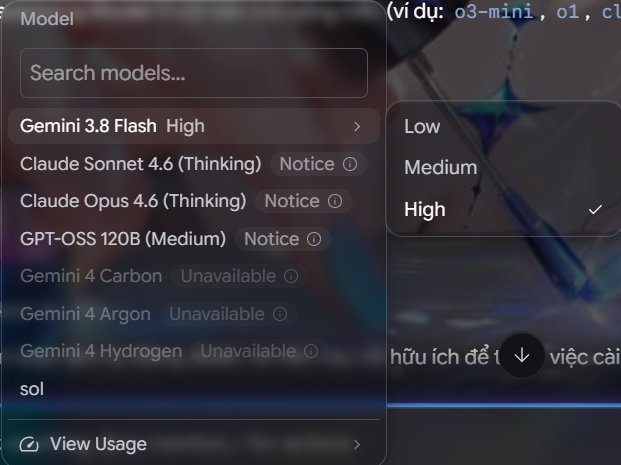 Model
(ví dụ: o3-mini, o1, cl
Search models...
Gemini 3.8 Flash High
Low
Claude Sonnet 4.6 (Thinking) Notice
Medium
Claude Opus 4.6 (Thinking) Notice
High
GPT-OSS 120B (Medium) Notice
Gemini 4 Carbon Unavailable
Gemini 4 Argon Unavailable
Gemini 4 Hydrogen Unavailable
hữu ích để t việc cài
sol
View Usage